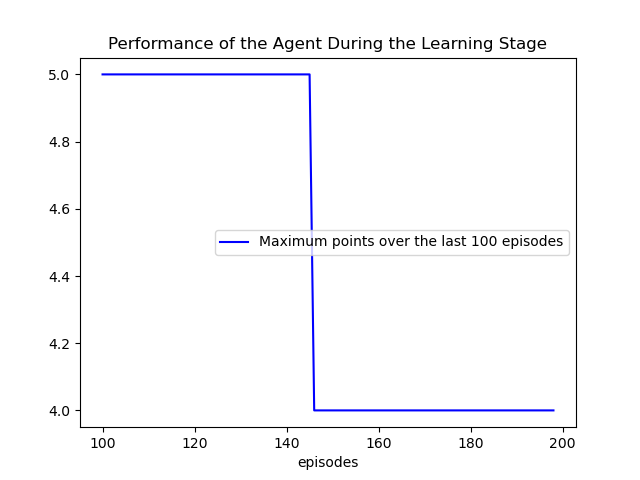 Performance of the Agent During the Learning Stage
5.0
4.8
4.6
Maximum points over the last 100 episodes
4.4
4.2
4.0
100 120 140 160 180 200
episodes